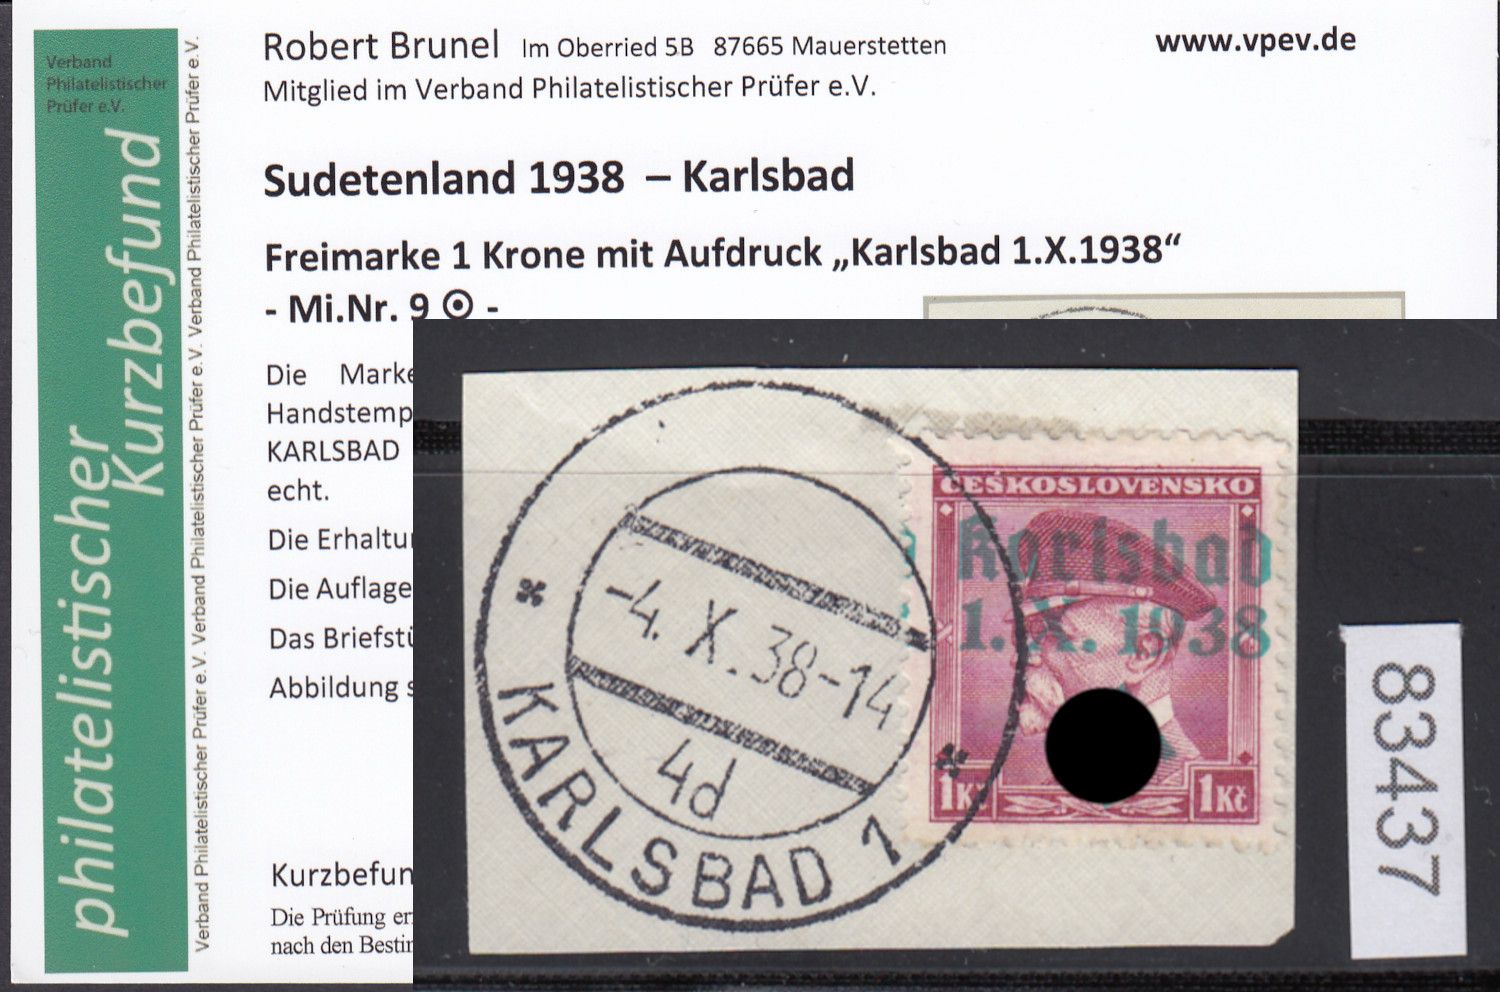 Verband
Philatelistischer
Prüfer e.V.
philatelistischer
Kurzbefund
Verband Philatelistischer Prüfer e.V. Verband Philatelistischer Prüfer e.V. Verband Philatelistischer Prüfer e.V.
Robert Brunel Im Oberried 5B 87665 Mauerstetten
www.vpev.de
Mitglied im Verband Philatelistischer Prüfer e.V.
Sudetenland 1938 – Karlsbad
Freimarke 1 Krone mit Aufdruck „Karlsbad 1.X.1938“
- Mi.Nr. 9 ⊙ -
Die Marke
Handstemp
KARLSBAD
echt.
Die Erhaltu
Die Auflage
Das Briefstü
Abbildung s
Kurzbefun
Die Prüfung er
nach den Bestin
-4. X. 38-14
4d
KARLSBAD 1
ČESKOSLOVENSKO
Karlsbad
1. X. 1938
1Kč
1Kč
83437